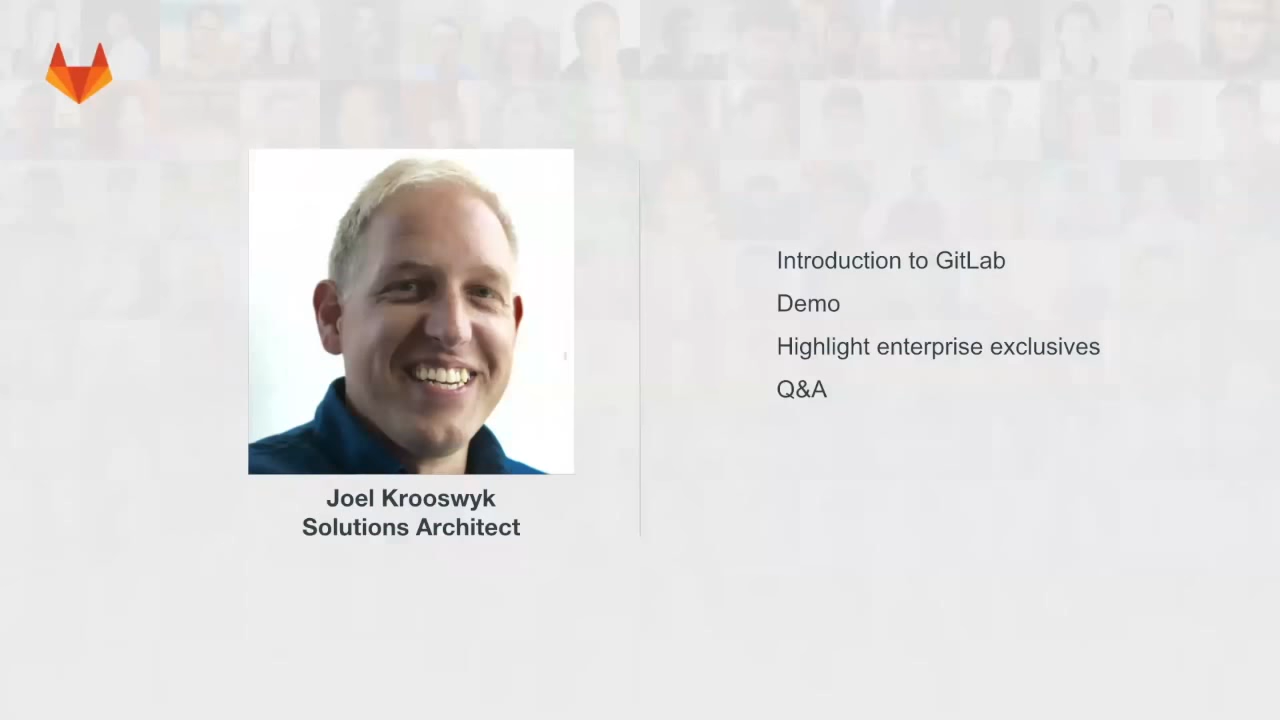 Joel Krooswyk
Solutions Architect
Introduction to GitLab
Demo
Highlight enterprise exclusives
Q&A